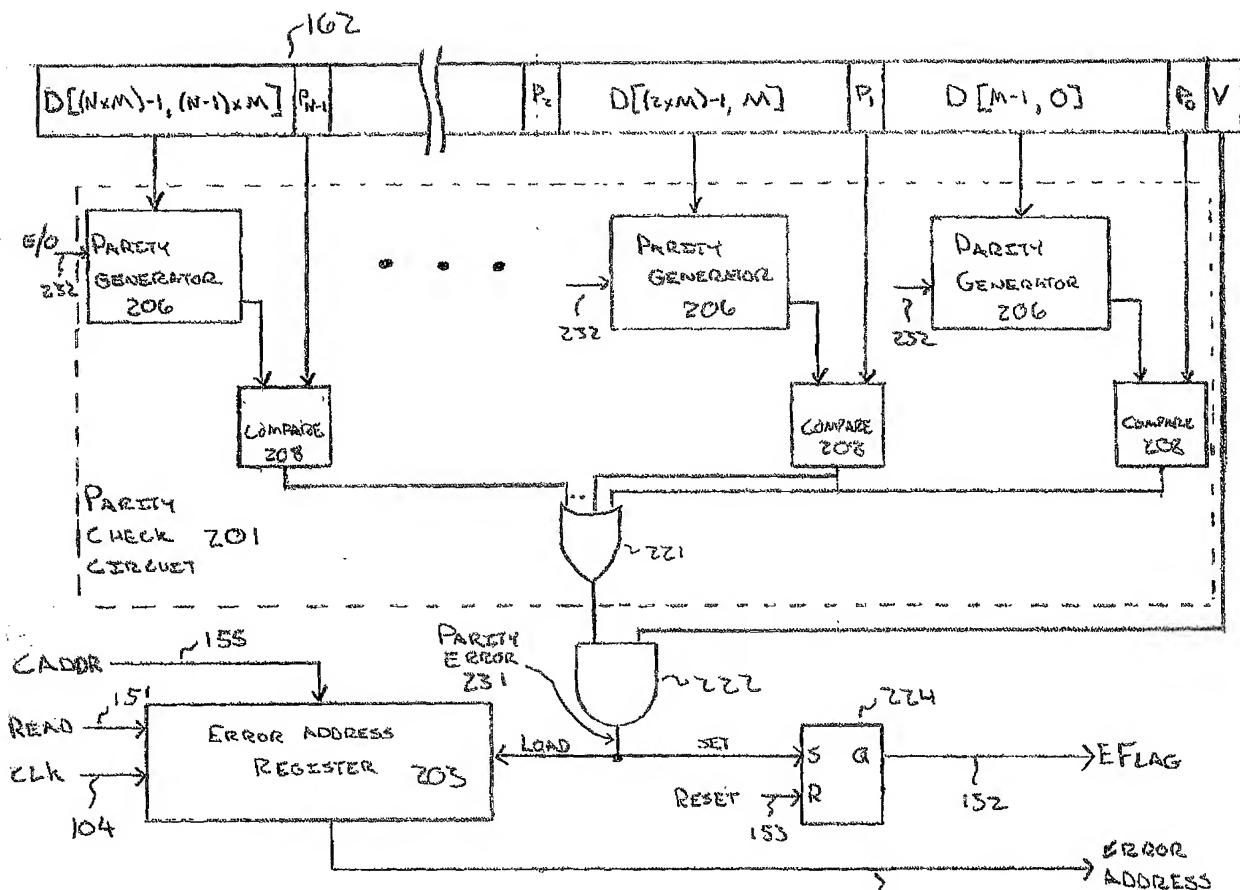 162
D[(N×M)-1, (N-1)×M] P_N-1 P_2 D[(2×M)-1, M] P_1 D[M-1, 0] P_0 V
E/O
232
PARITY
GENERATOR
206
• • •
232
PARITY
GENERATOR
206
232
PARITY
GENERATOR
206
COMPARE
208
COMPARE
208
COMPARE
208
PARITY
CHECK 201
CIRCUIT
221
PARITY
ERROR
231
222
CADDR
155
READ
151
CLK
104
ERROR ADDRESS
REGISTER 203
LOAD
SET
224
S Q
R
RESET
153
EFLAG
152
ERROR
ADDRESS